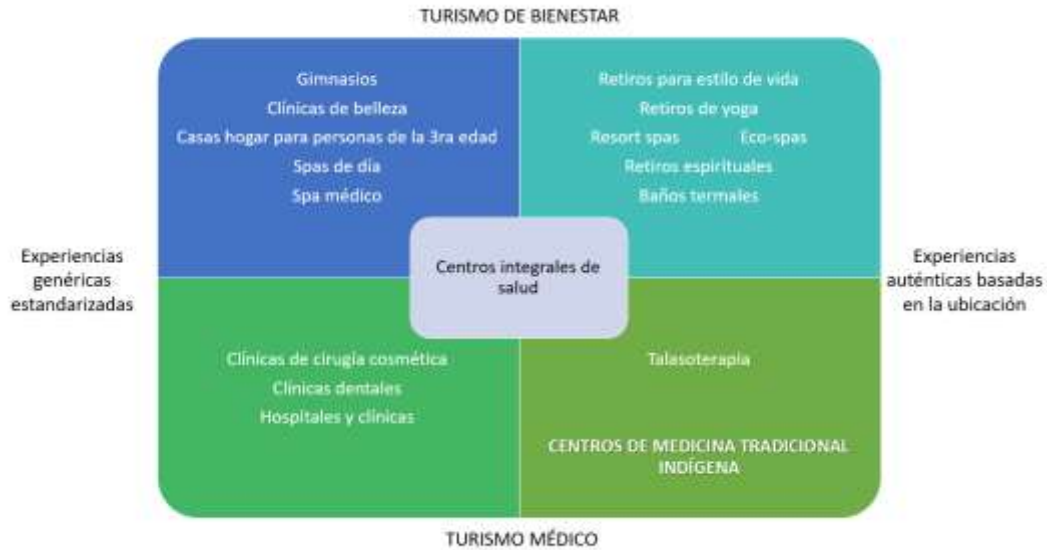 TURISMO DE BIENESTAR
Gimnasios
Clínicas de belleza
Casas hogar para personas de la 3ra edad
Spas de día
Spa médico
Retiros para estilo de vida
Retiros de yoga
Resort spas Eco-spas
Retiros espirituales
Baños termales
Experiencias
genéricas
estandarizadas
Centros integrales de
salud
Experiencias
auténticas basadas
en la ubicación
Clínicas de cirugía cosmética
Clínicas dentales
Hospitales y clínicas
Talasoterapia
CENTROS DE MEDICINA TRADICIONAL
INDÍGENA
TURISMO MÉDICO